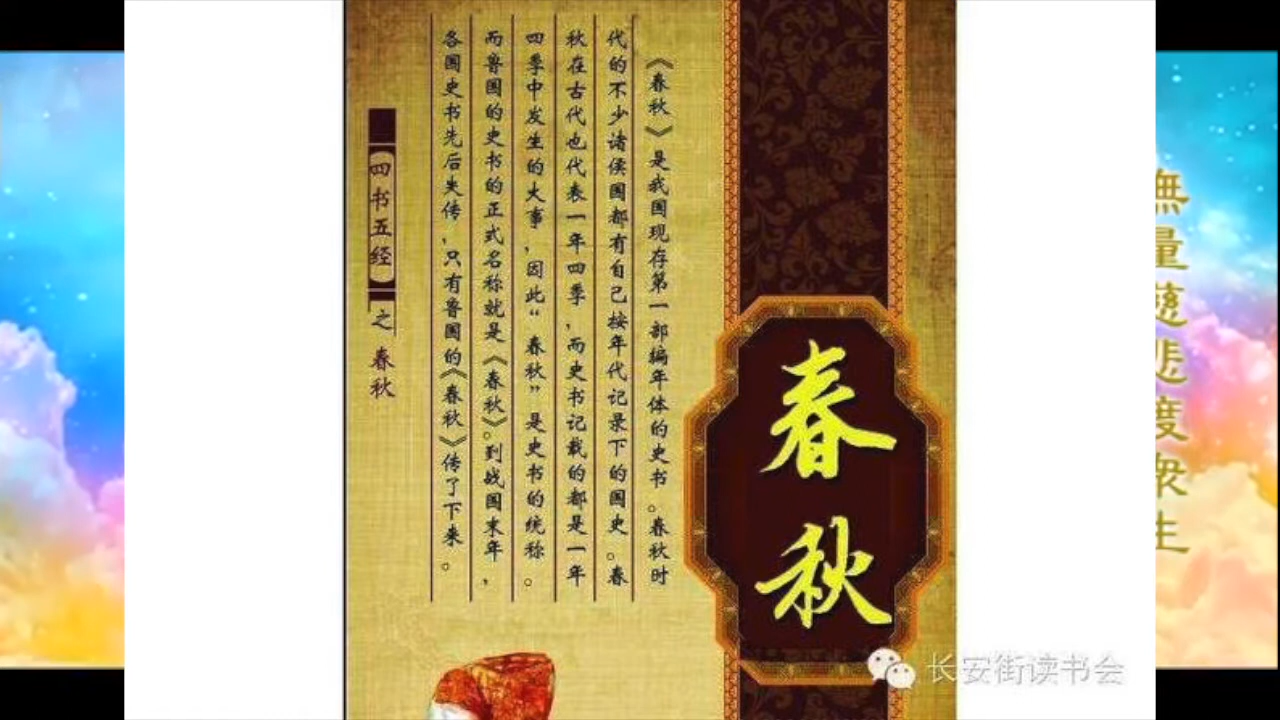 春秋
《春秋》是我国现存第一部编年体的史书。春秋时
代的不少诸侯国都有自己按年代记录下的国史。春
秋在古代也代表一年四季，而史书记载的都是一年
四季中发生的大事，因此“春秋”是史书的统称。
而鲁国的史书的正式名称就是《春秋》。到战国末年，
各国史书先后失传，只有鲁国的《春秋》传了下来。
【四书五经】之春秋
長安街读书会
無量慈悲度衆生